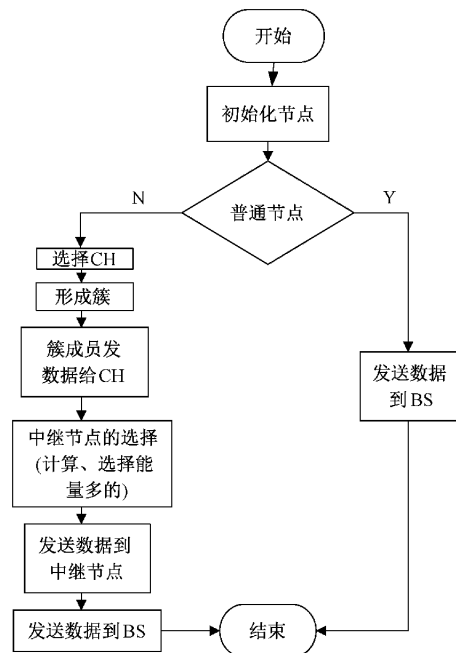 开始
初始化节点
普通节点
N
Y
选择CH
形成簇
簇成员发
数据给CH
中继节点的选择
(计算、选择能
量多的)
发送数据到
中继节点
发送数据到BS
发送数据
到BS
结束